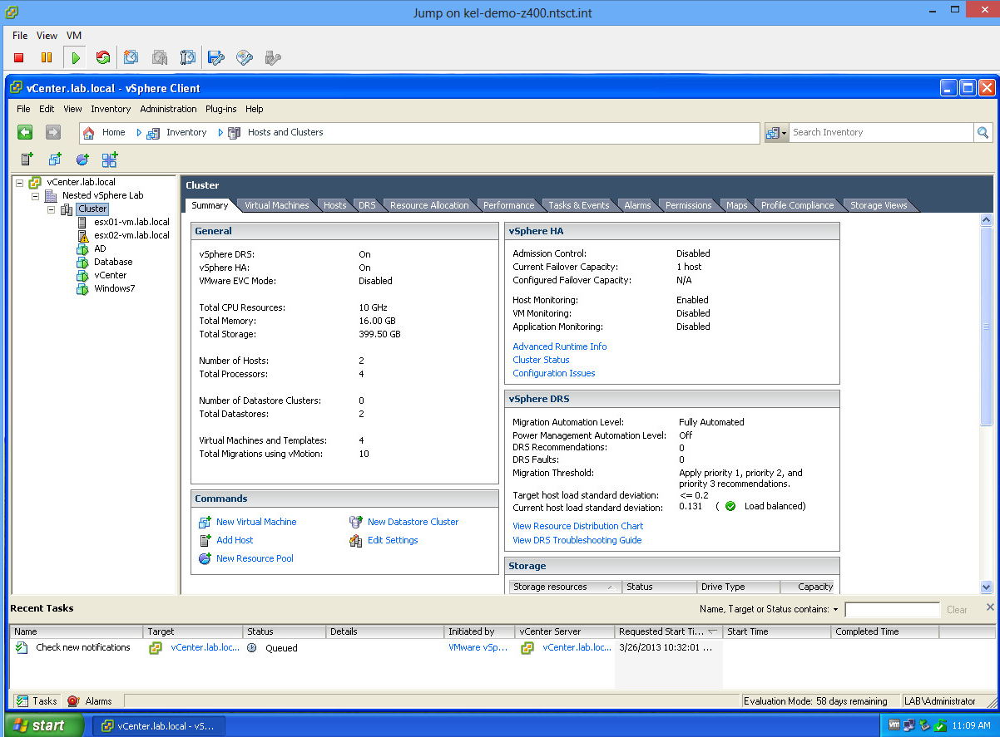 Jump on kel-demo-z400.ntsct.int
File View VM
vCenter.lab.local - vSphere Client
File Edit View Inventory Administration Plug-ins Help
Home Inventory Hosts and Clusters Search Inventory
vCenter.lab.local
Nested vSphere Lab
Cluster
esx01-vm.lab.local
esx02-vm.lab.local
AD
Database
vCenter
Windows7
Cluster
Summary Virtual Machines Hosts DRS Resource Allocation Performance Tasks & Events Alarms Permissions Maps Profile Compliance Storage Views
General
vSphere DRS: On
vSphere HA: On
VMware EVC Mode: Disabled
Total CPU Resources: 10 GHz
Total Memory: 16.00 GB
Total Storage: 399.50 GB
Number of Hosts: 2
Total Processors: 4
Number of Datastore Clusters: 0
Total Datastores: 2
Virtual Machines and Templates: 4
Total Migrations using vMotion: 10
Commands
New Virtual Machine New Datastore Cluster
Add Host Edit Settings
New Resource Pool
vSphere HA
Admission Control: Disabled
Current Failover Capacity: 1 host
Configured Failover Capacity: N/A
Host Monitoring: Enabled
VM Monitoring: Disabled
Application Monitoring: Disabled
Advanced Runtime Info
Cluster Status
Configuration Issues
vSphere DRS
Migration Automation Level: Fully Automated
Power Management Automation Level: Off
DRS Recommendations: 0
DRS Faults: 0
Migration Threshold: Apply priority 1, priority 2, and
priority 3 recommendations.
Target host load standard deviation: <= 0.2
Current host load standard deviation: 0.131 ( Load balanced)
View Resource Distribution Chart
View DRS Troubleshooting Guide
Storage
Storage resources Status Drive Type Capacity
Recent Tasks Name, Target or Status contains: Clear
Name Target Status Details Initiated by vCenter Server Requested Start Ti... Start Time Completed Time
Check new notifications vCenter.lab.loc... Queued VMware vSp... vCenter.lab.loc... 3/26/2013 10:32:01 ...
Tasks Alarms Evaluation Mode: 58 days remaining LAB\Administrator
start vCenter.lab.local - vS... vm 11:09 AM